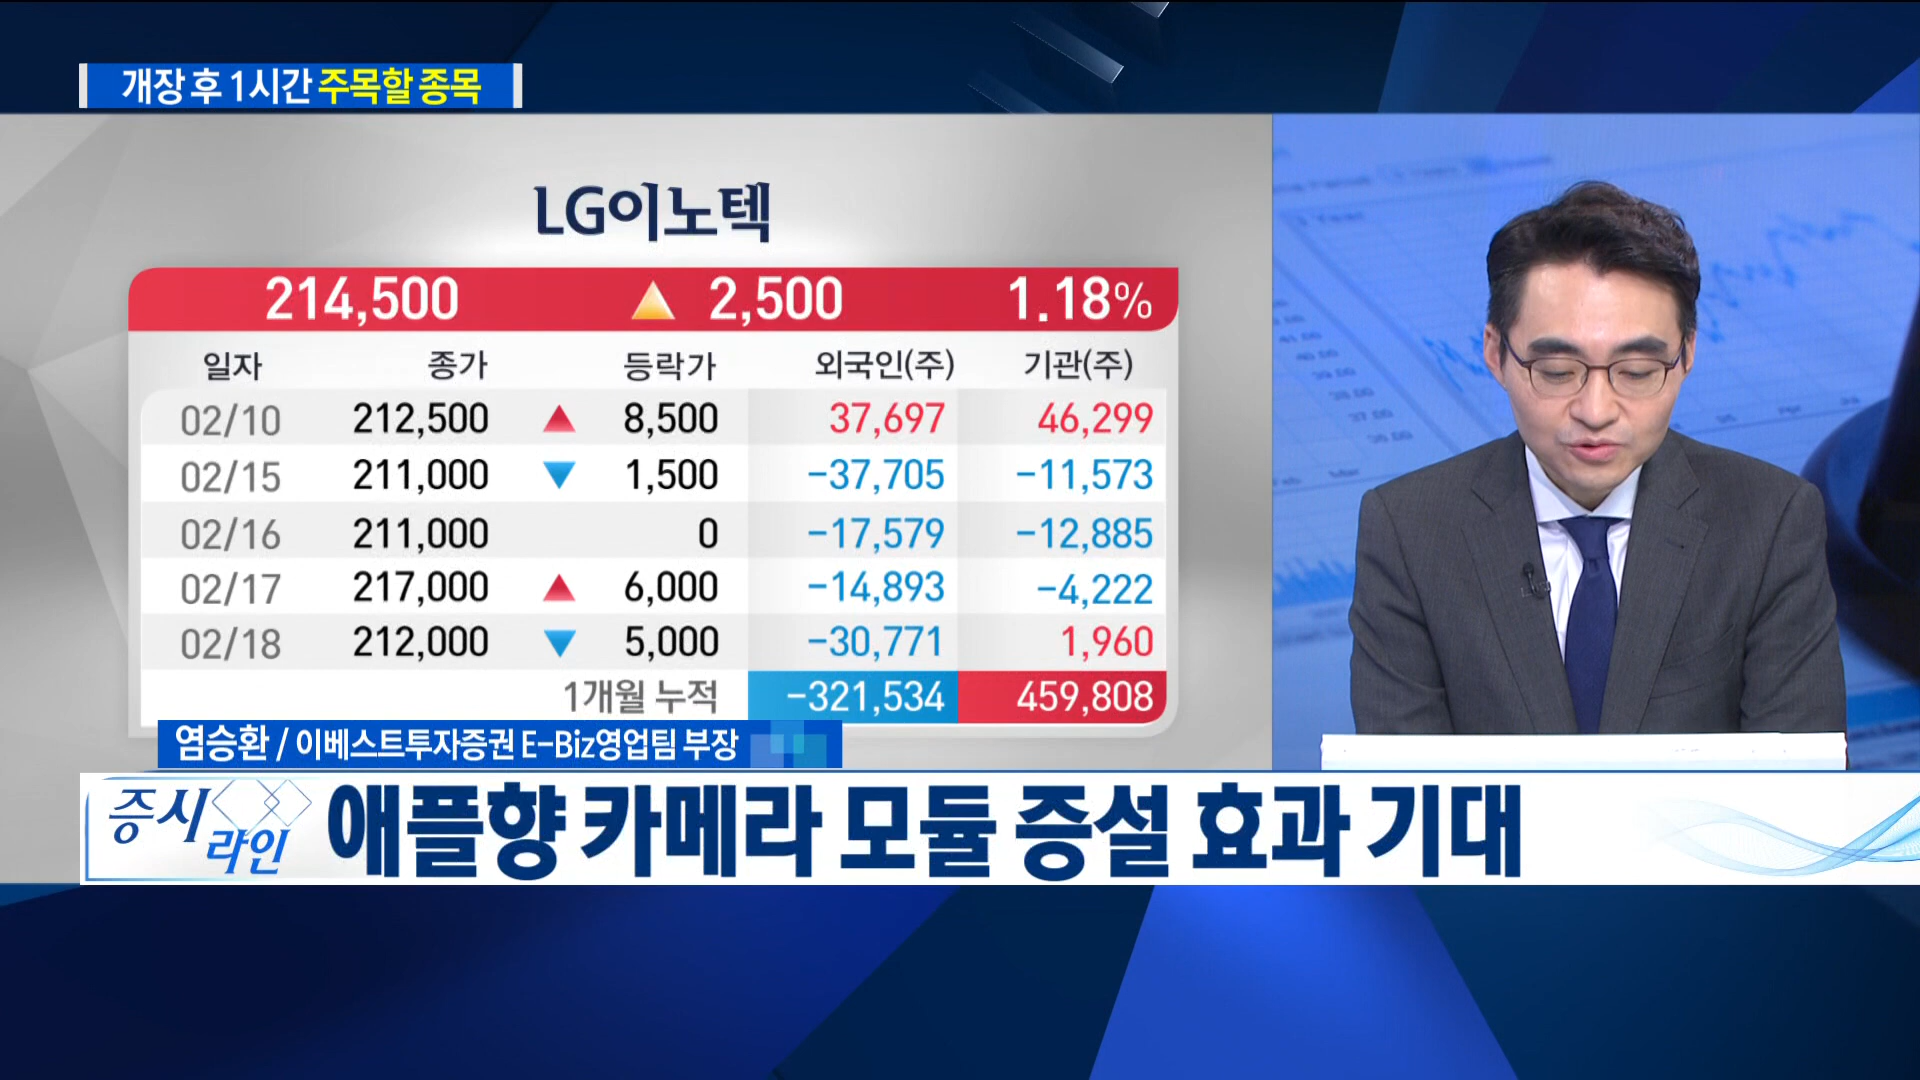 개장 후 1시간 주목할 종목
LG이노텍
214,500 ▲ 2,500 1.18%
일자 종가 등락가 외국인(주) 기관(주)
02/10 212,500 ▲ 8,500 37,697 46,299
02/15 211,000 ▼ 1,500 -37,705 -11,573
02/16 211,000 0 -17,579 -12,885
02/17 217,000 ▲ 6,000 -14,893 -4,222
02/18 212,000 ▼ 5,000 -30,771 1,960
1개월 누적 -321,534 459,808
염승환 / 이베스트투자증권 E-Biz영업팀 부장
증시라인
애플향 카메라 모듈 증설 효과 기대